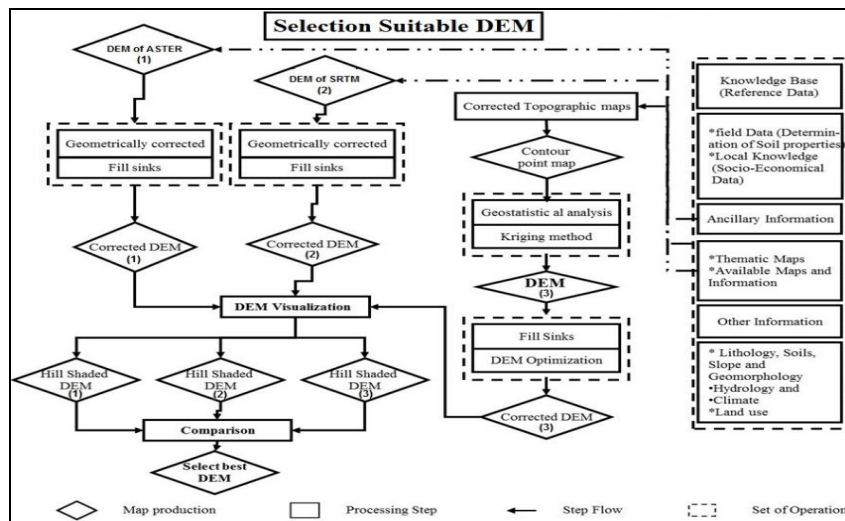 Selection Suitable DEM
DEM of ASTER
(1)
DEM of SRTM
(2)
Geometrically corrected
Fill sinks
Geometrically corrected
Fill sinks
Corrected DEM
(1)
Corrected DEM
(2)
Corrected Topographic maps
Contour
point map
Geostatistic al analysis
Kriging method
DEM
(3)
Fill Sinks
DEM Optimization
Corrected DEM
(3)
DEM Visualization
Hill Shaded
DEM
(1)
Hill Shaded
DEM
(2)
Hill Shaded
DEM
(3)
Comparison
Select best
DEM
Knowledge Base
(Reference Data)
*field Data (Determin-
ation of Soil properties)
*Local Knowledge
(Socio-Economical
Data)
Ancillary Information
*Thematic Maps
*Available Maps and
Information
Other Information
* Lithology, Soils,
Slope and
Geomorphology
•Hydrology and
•Climate
*Land use
Map production
Processing Step
Step Flow
Set of Operation